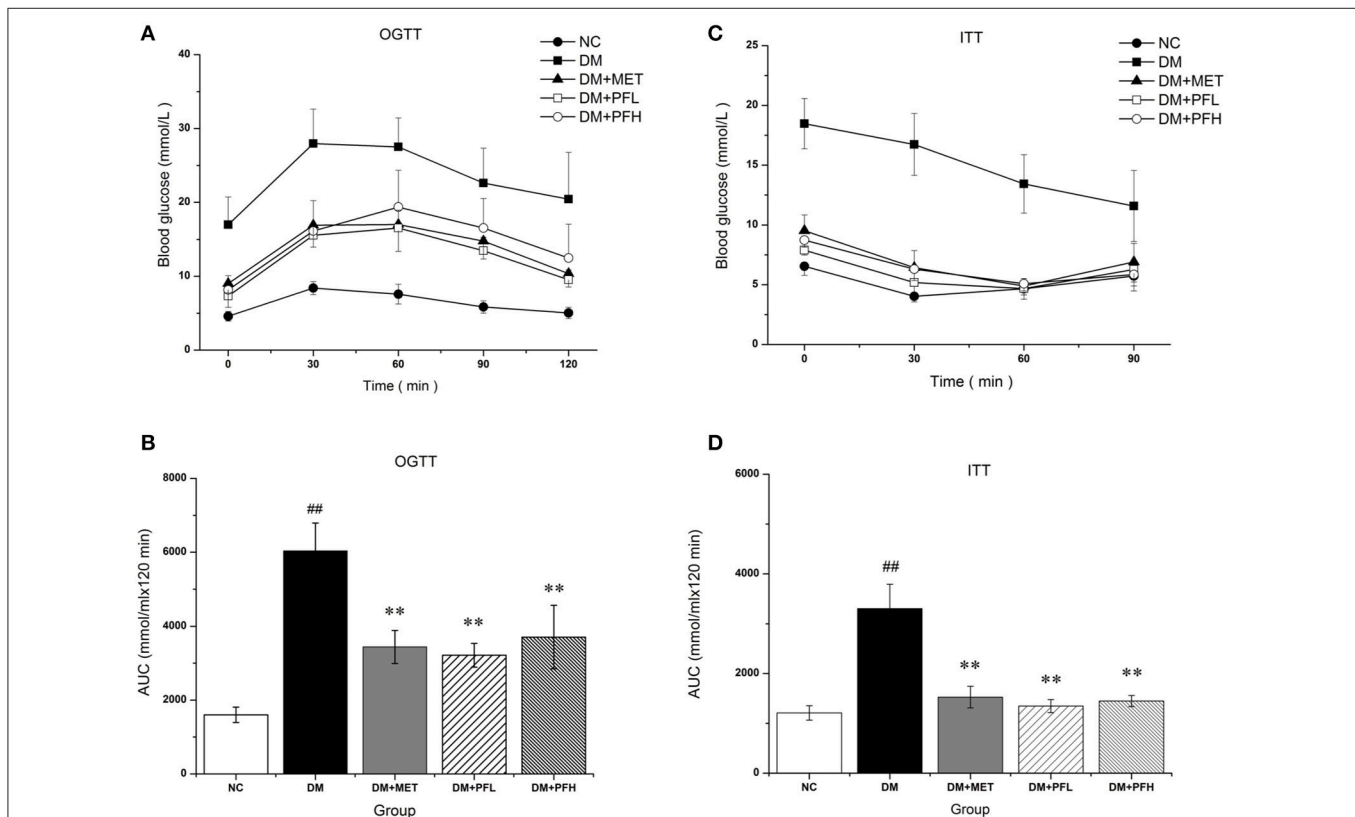 A
OGTT
NC
DM
DM+MET
DM+PFL
DM+PFH
Blood glucose (mmol/L )
40
30
20
10
0
0 30 60 90 120
Time ( min )
C
ITT
NC
DM
DM+MET
DM+PFL
DM+PFH
Blood glucose (mmol/L )
25
20
15
10
5
0
0 30 60 90
Time ( min )
B
OGTT
AUC (mmol/mlx120 min)
8000
6000
4000
2000
0
##
**
**
**
NC DM DM+MET DM+PFL DM+PFH
Group
D
ITT
AUC (mmol/mlx120 min)
6000
4000
2000
0
##
**
**
**
NC DM DM+MET DM+PFL DM+PFH
Group